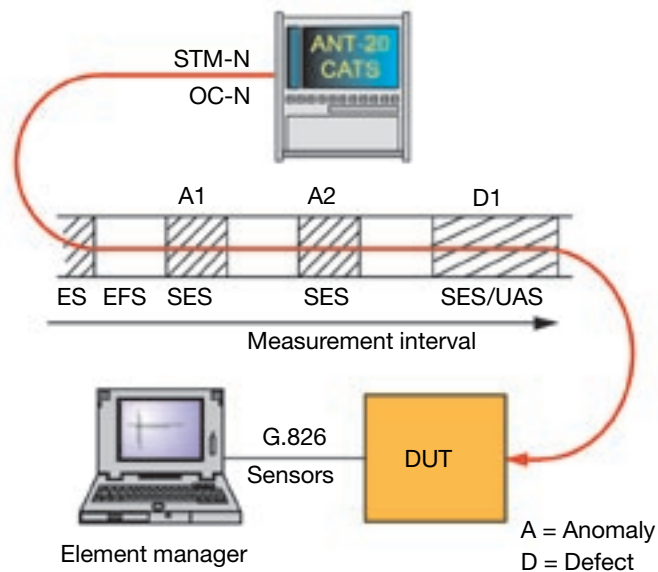 ANT-20
CATS
STM-N
OC-N
A1 A2 D1
ES EFS SES SES SES/UAS
Measurement interval
G.826
Sensors
DUT
Element manager
A = Anomaly
D = Defect